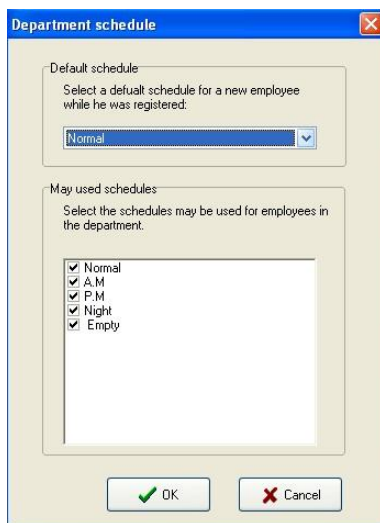 Department schedule
Default schedule
Select a defualt schedule for a new employee
while he was registered:
Normal
May used schedules
Select the schedules may be used for employees in
the department.
Normal
A.M
P.M
Night
Empty
OK
Cancel